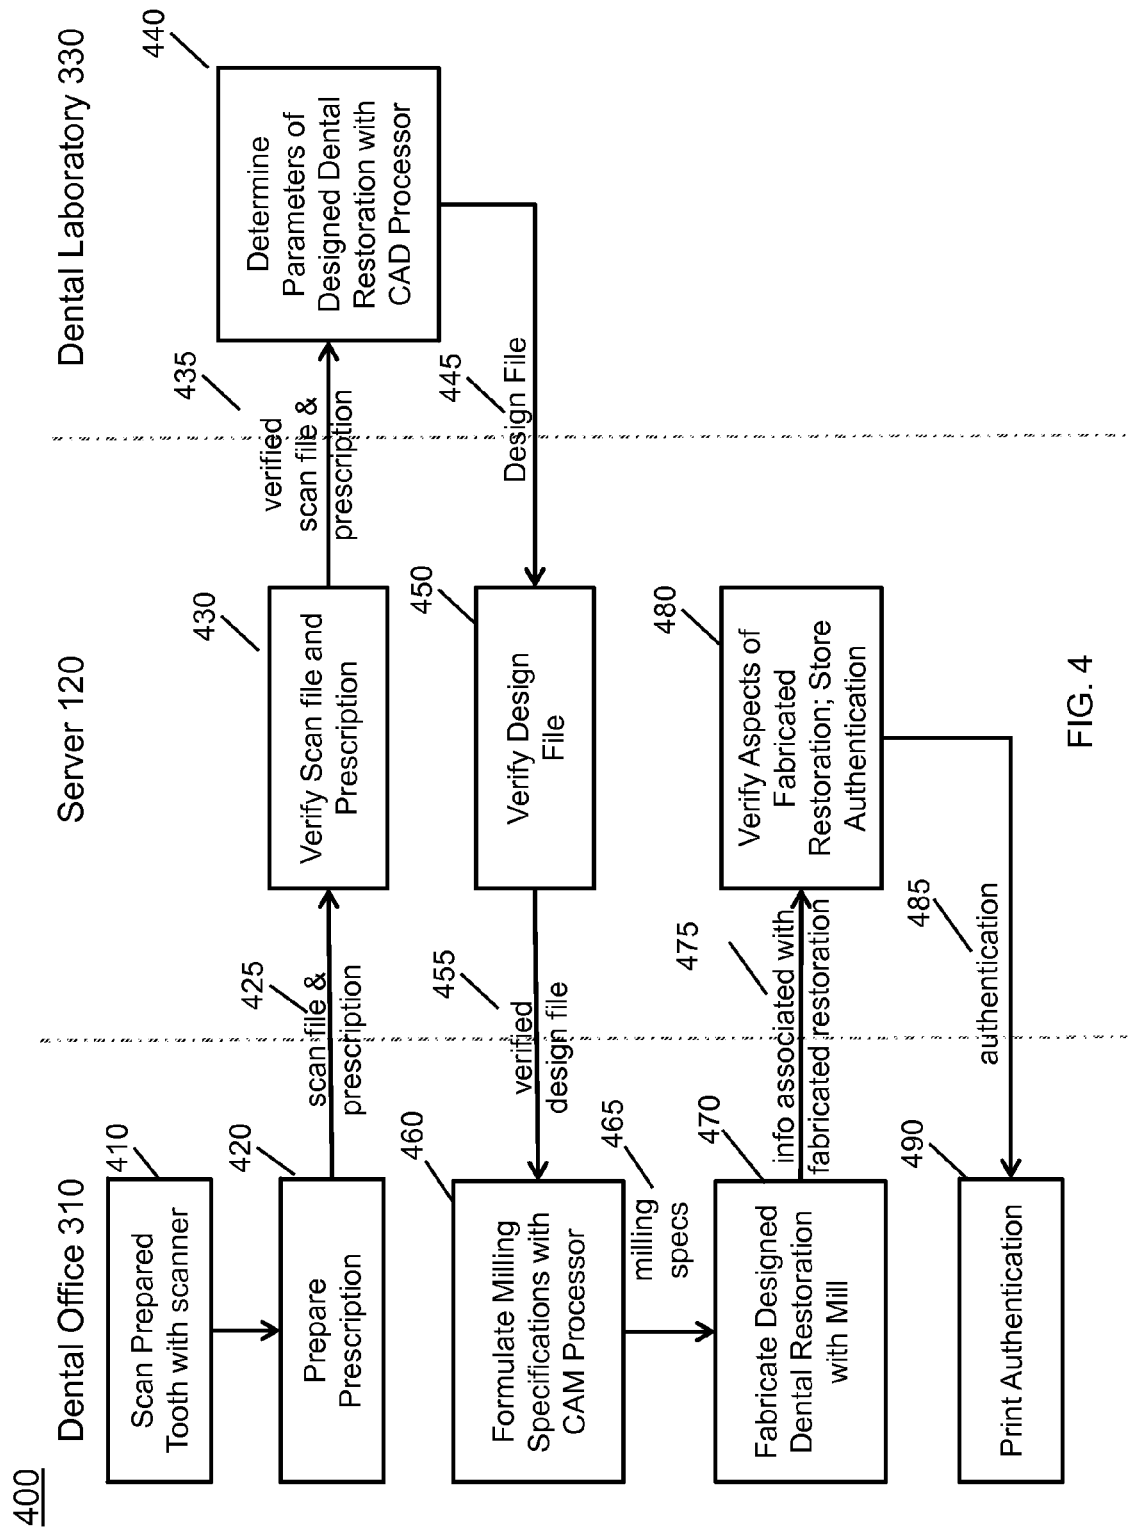 400
Dental Office 310
Server 120
Dental Laboratory 330
410
Scan Prepared
Tooth with scanner
420
Prepare
Prescription
425
scan file &
prescription
430
Verify Scan file and
Prescription
435
verified
scan file &
prescription
440
Determine
Parameters of
Designed Dental
Restoration with
CAD Processor
445
Design File
450
Verify Design
File
455
verified
design file
460
Formulate Milling
Specifications with
CAM Processor
465
milling
specs
470
Fabricate Designed
Dental Restoration
with Mill
475
info associated with
fabricated restoration
480
Verify Aspects of
Fabricated
Restoration; Store
Authentication
485
authentication
490
Print Authentication
FIG. 4